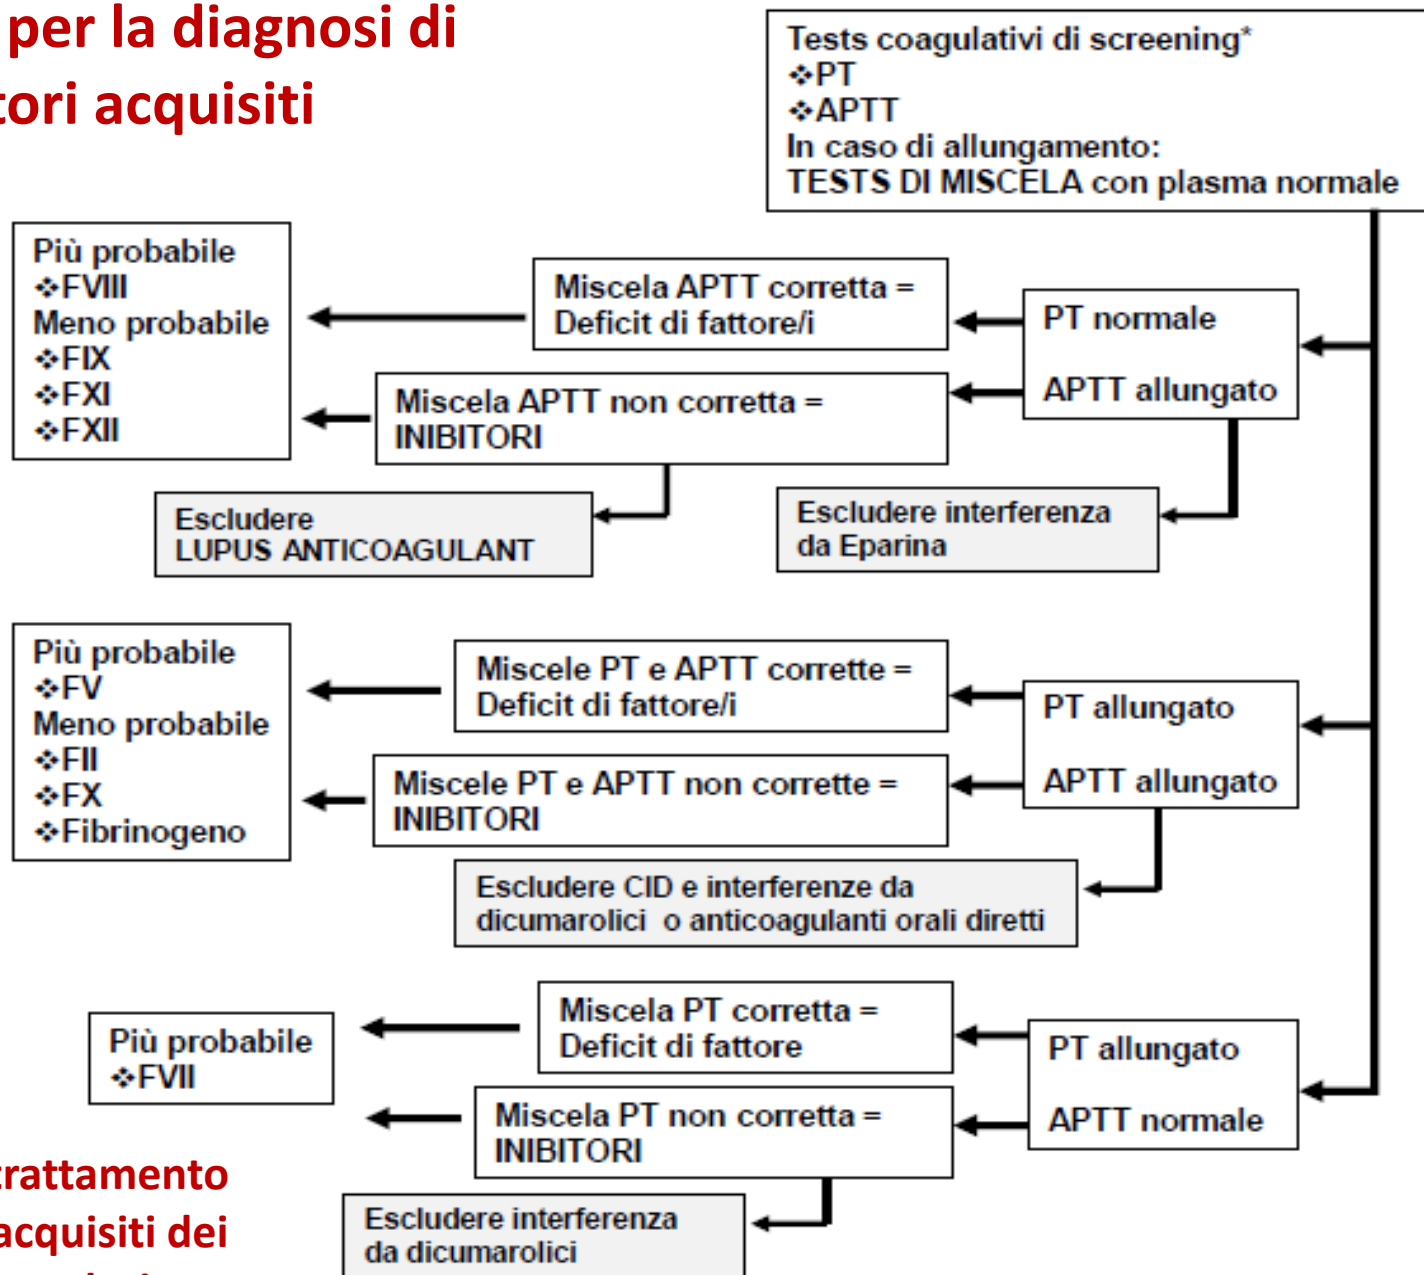 per la diagnosi di
tori acquisiti
Tests coagulativi di screening*
❖PT
❖APTT
In caso di allungamento:
TESTS DI MISCELA con plasma normale
Più probabile
❖FVIII
Meno probabile
❖FIX
❖FXI
❖FXII
Miscela APTT corretta =
Deficit di fattore/i
PT normale
APTT allungato
Miscela APTT non corretta =
INIBITORI
Escludere
LUPUS ANTICOAGULANT
Escludere interferenza
da Eparina
Più probabile
❖FV
Meno probabile
❖FII
❖FX
❖Fibrinogeno
Miscele PT e APTT corrette =
Deficit di fattore/i
PT allungato
APTT allungato
Miscele PT e APTT non corrette =
INIBITORI
Escludere CID e interferenze da
dicumarolici o anticoagulanti orali diretti
Più probabile
❖FVII
Miscela PT corretta =
Deficit di fattore
PT allungato
APTT normale
Miscela PT non corretta =
INIBITORI
Escludere interferenza
da dicumarolici
trattamento
acquisiti dei